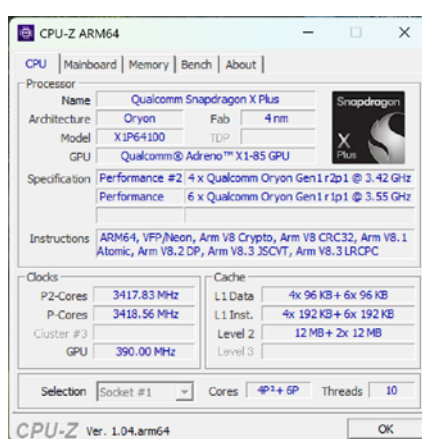 CPU-Z ARM64
CPU Mainboard Memory Bench About
Processor
Name Qualcomm Snapdragon X Plus
Snapdragon
X
Plus
Architecture Oryon Fab 4 nm
Model X1P64100 TDP
GPU Qualcomm® Adreno™ X1-85 GPU
Specification Performance #2 4 x Qualcomm Oryon Gen1 r2p1 @ 3.42 GHz
Performance 6 x Qualcomm Oryon Gen1 r1p1 @ 3.55 GHz
Instructions ARM64, VFP/Neon, Arm V8 Crypto, Arm V8 CRC32, Arm V8.1
Atomic, Arm V8.2 DP, Arm V8.3 JSCVT, Arm V8.3 LRCPC
Clocks Cache
P2-Cores 3417.83 MHz L1 Data 4x 96 KB + 6x 96 KB
P-Cores 3418.56 MHz L1 Inst. 4x 192 KB + 6x 192 KB
Cluster #3 Level 2 12 MB + 2x 12 MB
GPU 390.00 MHz Level 3
Selection Socket #1 Cores 4P²+ 6P Threads 10
CPU-Z Ver. 1.04.arm64 OK